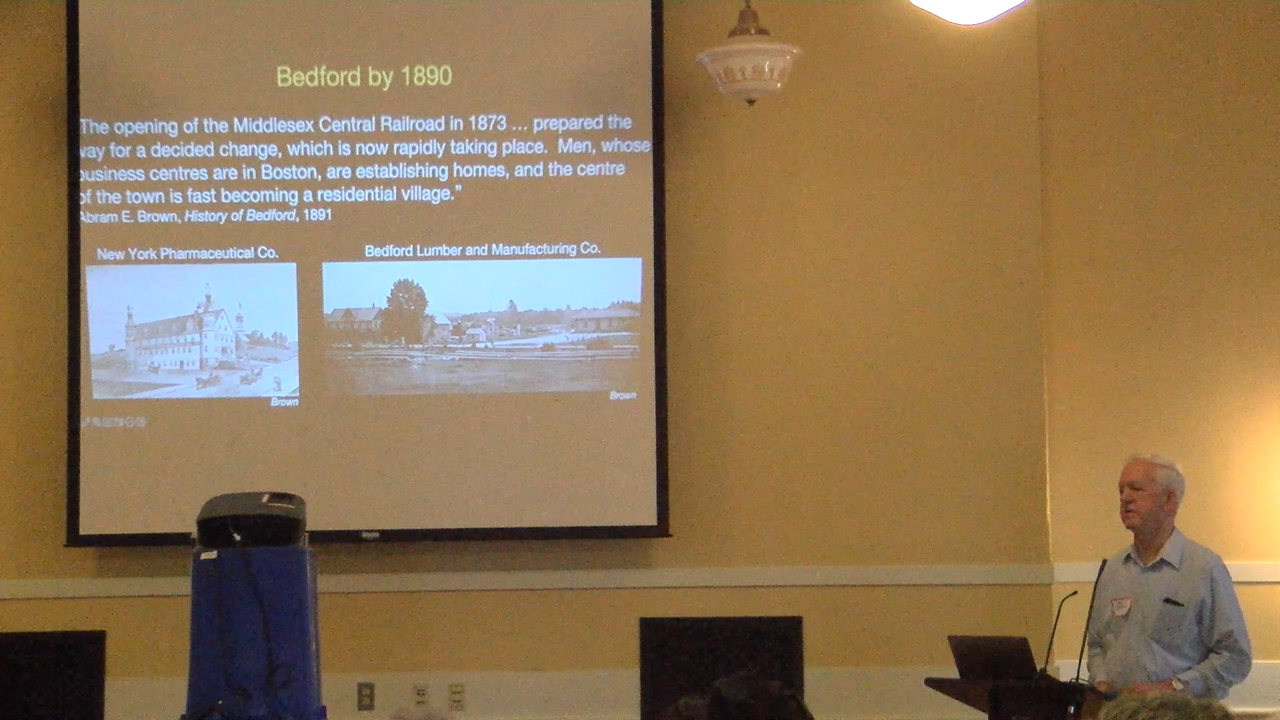 Bedford by 1890
The opening of the Middlesex Central Railroad in 1873 ... prepared the
way for a decided change, which is now rapidly taking place. Men, whose
business centres are in Boston, are establishing homes, and the centre
of the town is fast becoming a residential village.”
Abram E. Brown, History of Bedford, 1891
New York Pharmaceutical Co.
Bedford Lumber and Manufacturing Co.
Brown
Brown